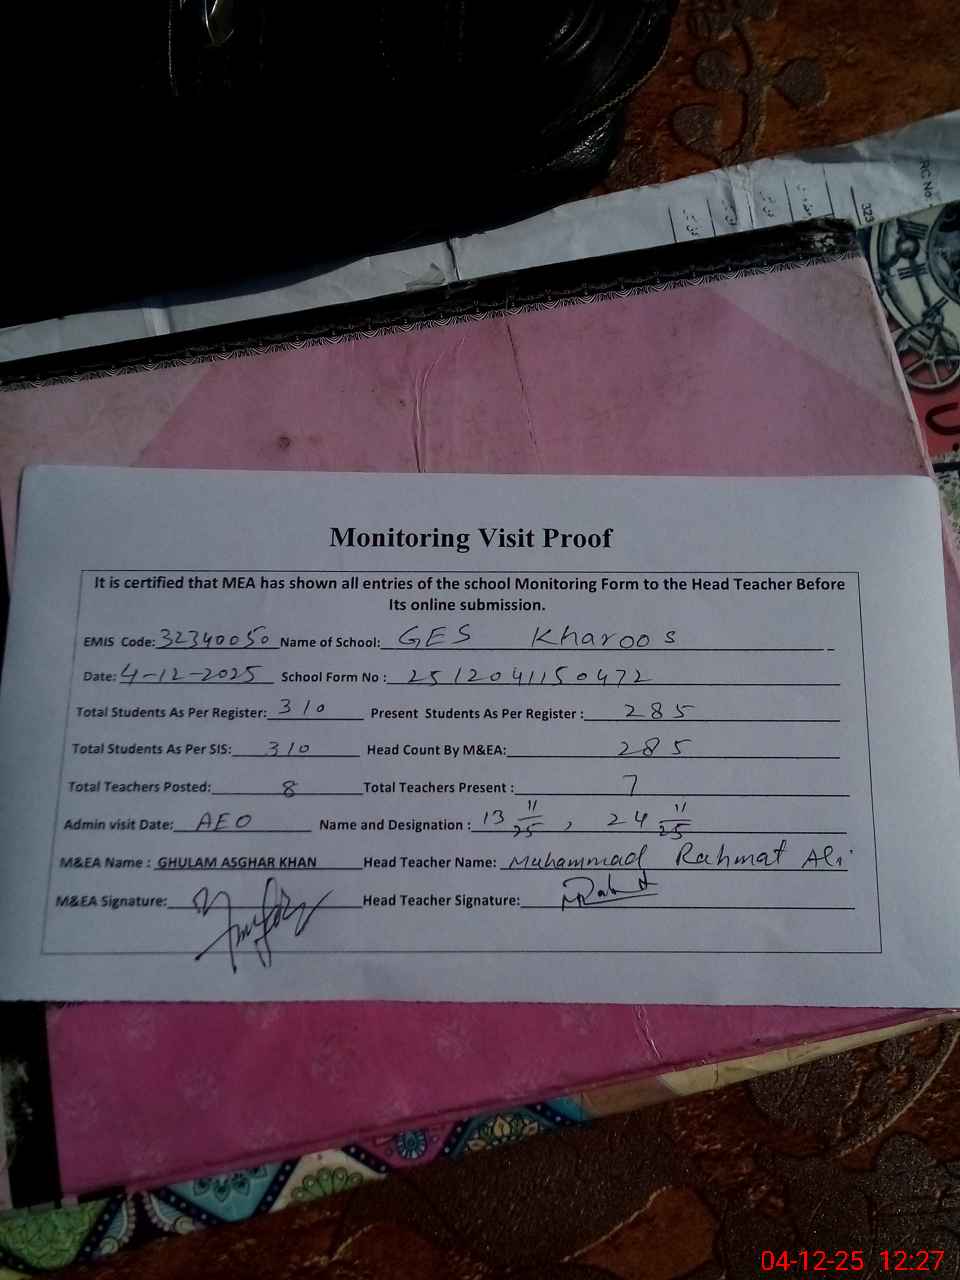 RC No.
323
Monitoring Visit Proof
It is certified that MEA has shown all entries of the school Monitoring Form to the Head Teacher Before
Its online submission.
EMIS Code: 32340050 Name of School: GES Kharoos
Date: 4-12-2025 School Form No : 2512041150472
Total Students As Per Register: 310 Present Students As Per Register : 285
Total Students As Per SIS: 310 Head Count By M&EA: 285
Total Teachers Posted: 8 Total Teachers Present : 7
Admin visit Date: AEO Name and Designation : 13 11/25 , 24 11/25
M&EA Name : GHULAM ASGHAR KHAN Head Teacher Name: Muhammad Rahmat Ali
M&EA Signature: Head Teacher Signature:
04-12-25 12:27